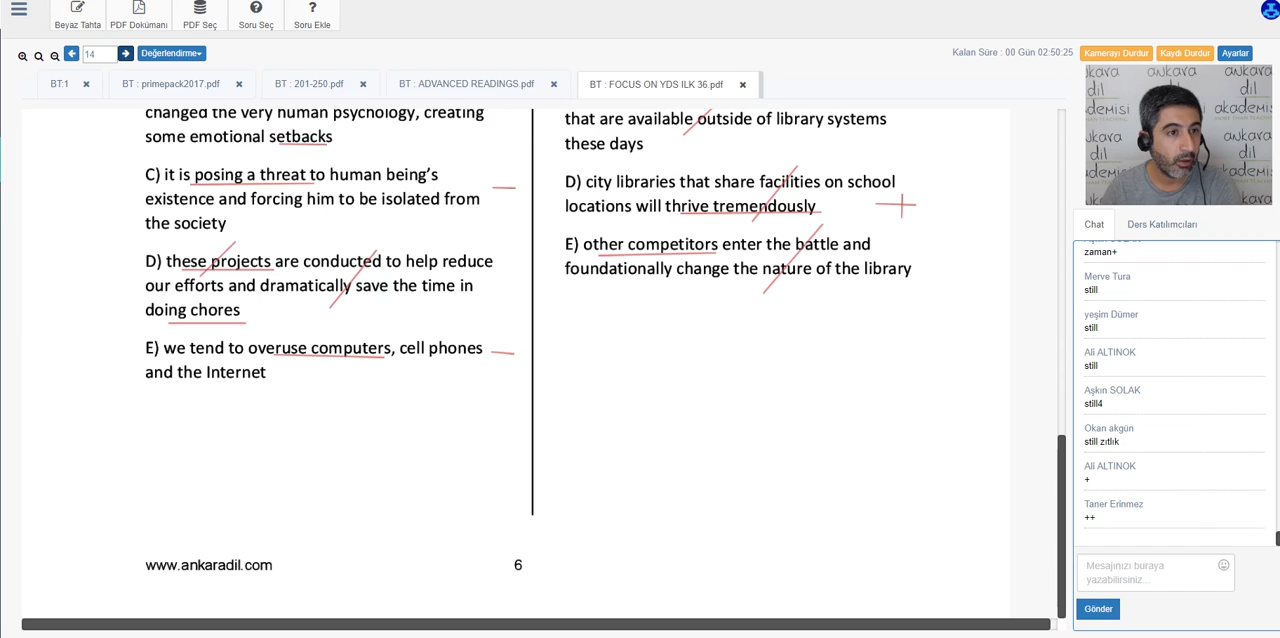 Beyaz Tahta
PDF Dokümanı
PDF Seç
Soru Seç
Soru Ekle
14
Değerlendirme
Kalan Süre : 00 Gün 02:50:25
Kamerayı Durdur
Kaydı Durdur
Ayarlar
BT:1
BT : primepack2017.pdf
BT : 201-250.pdf
BT : ADVANCED READINGS.pdf
BT : FOCUS ON YDS ILK 36.pdf
changed the very human psychology, creating
some emotional setbacks
C) it is posing a threat to human being's
existence and forcing him to be isolated from
the society
D) these projects are conducted to help reduce
our efforts and dramatically save the time in
doing chores
E) we tend to overuse computers, cell phones
and the Internet
that are available outside of library systems
these days
D) city libraries that share facilities on school
locations will thrive tremendously
E) other competitors enter the battle and
foundationally change the nature of the library
www.ankaradil.com
6
ankara
dil
akademisi
ankara
dil
Chat
Ders Katılımcıları
zaman+
Merve Tura
still
yeşim Dümer
still
Ali ALTINOK
still
Aşkın SOLAK
still4
Okan akgün
still zıtlık
Ali ALTINOK
+
Taner Erinmez
++
Mesajınızı buraya
yazabilirsiniz...
Gönder